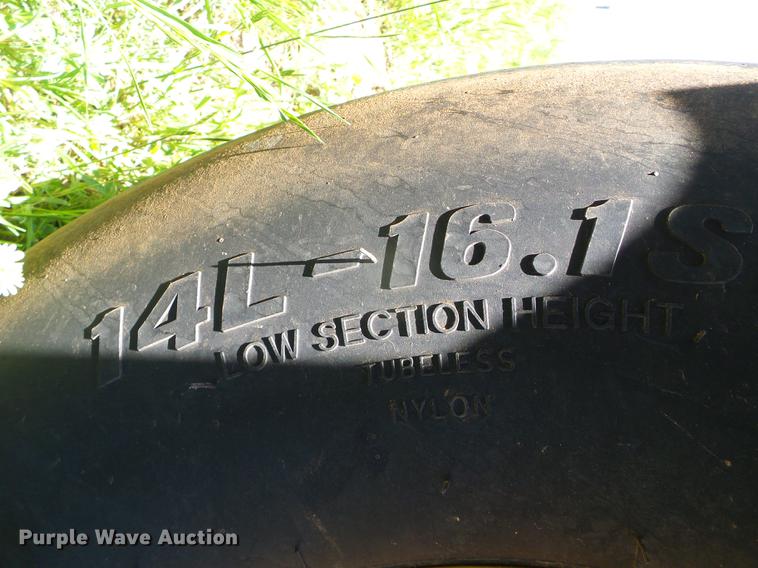 14L-16.1 S
LOW SECTION HEIGHT
TUBELESS
NYLON
Purple Wave Auction